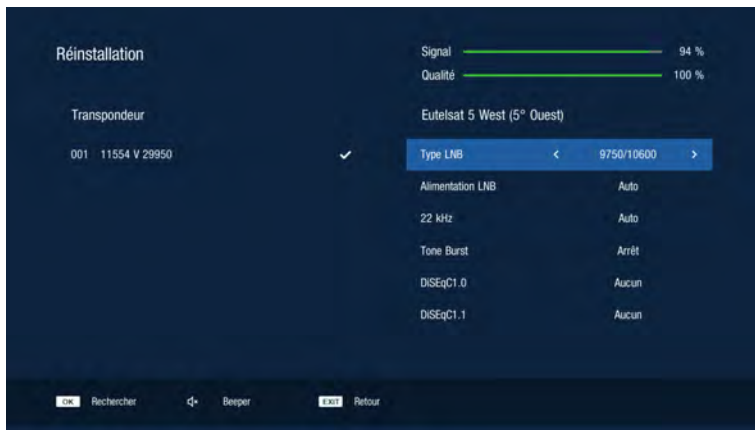 Réinstallation
Signal 94 %
Qualité 100 %
Transpondeur
Eutelsat 5 West (5° Ouest)
001 11554 V 29950
Type LNB < 9750/10600 >
Alimentation LNB Auto
22 kHz Auto
Tone Burst Arrêt
DiSEqC1.0 Aucun
DiSEqC1.1 Aucun
OK Rechercher Beeper EXIT Retour